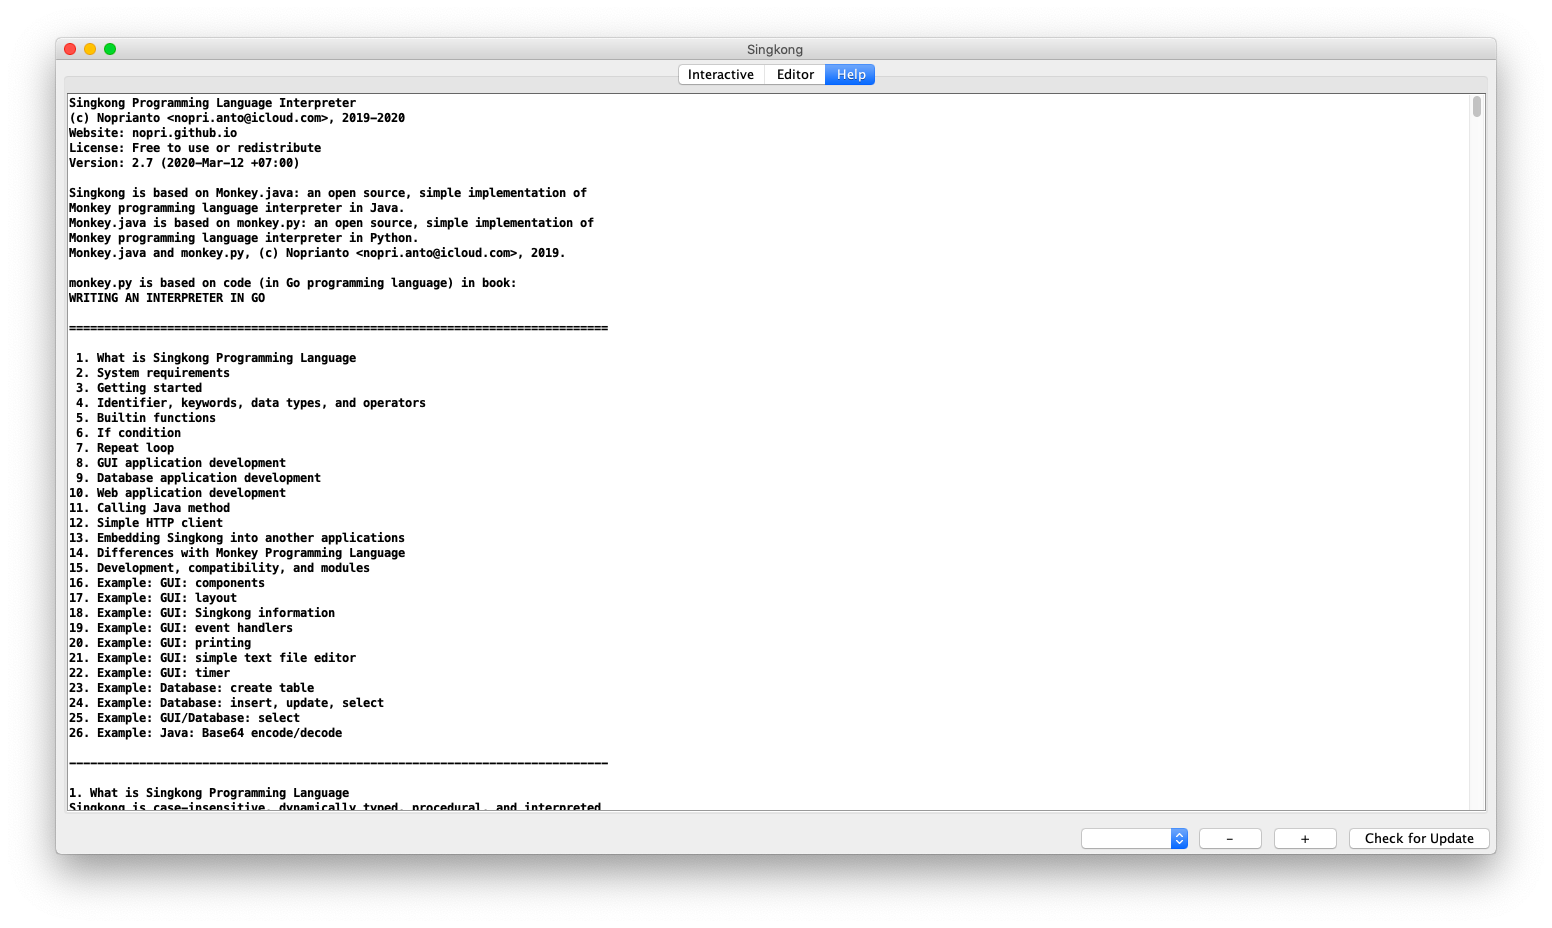 Singkong
Interactive
Editor
Help
Singkong Programming Language Interpreter
(c) Noprianto <nopri.anto@icloud.com>, 2019-2020
Website: nopri.github.io
License: Free to use or redistribute
Version: 2.7 (2020-Mar-12 +07:00)
Singkong is based on Monkey.java: an open source, simple implementation of
Monkey programming language interpreter in Java.
Monkey.java is based on monkey.py: an open source, simple implementation of
Monkey programming language interpreter in Python.
Monkey.java and monkey.py, (c) Noprianto <nopri.anto@icloud.com>, 2019.
monkey.py is based on code (in Go programming language) in book:
WRITING AN INTERPRETER IN GO
=============================================================================
1. What is Singkong Programming Language
2. System requirements
3. Getting started
4. Identifier, keywords, data types, and operators
5. Builtin functions
6. If condition
7. Repeat loop
8. GUI application development
9. Database application development
10. Web application development
11. Calling Java method
12. Simple HTTP client
13. Embedding Singkong into another applications
14. Differences with Monkey Programming Language
15. Development, compatibility, and modules
16. Example: GUI: components
17. Example: GUI: layout
18. Example: GUI: Singkong information
19. Example: GUI: event handlers
20. Example: GUI: printing
21. Example: GUI: simple text file editor
22. Example: GUI: timer
23. Example: Database: create table
24. Example: Database: insert, update, select
25. Example: GUI/Database: select
26. Example: Java: Base64 encode/decode
-----------------------------------------------------------------------------
1. What is Singkong Programming Language
Singkong is case-insensitive, dynamically typed, procedural, and interpreted
-
+
Check for Update